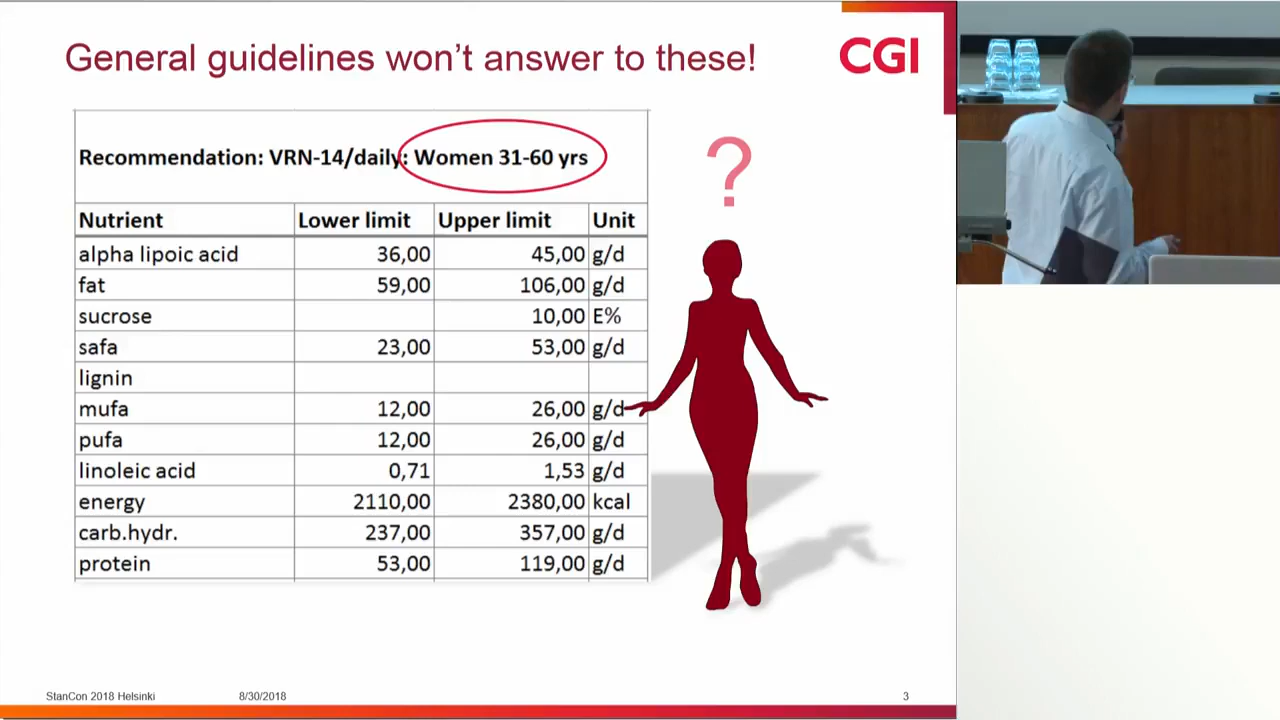 General guidelines won't answer to these!
CGI
Recommendation: VRN-14/daily: Women 31-60 yrs
Nutrient Lower limit Upper limit Unit
alpha lipoic acid 36,00 45,00 g/d
fat 59,00 106,00 g/d
sucrose 10,00 E%
safa 23,00 53,00 g/d
lignin
mufa 12,00 26,00 g/d
pufa 12,00 26,00 g/d
linoleic acid 0,71 1,53 g/d
energy 2110,00 2380,00 kcal
carb.hydr. 237,00 357,00 g/d
protein 53,00 119,00 g/d
?
StanCon 2018 Helsinki 8/30/2018 3